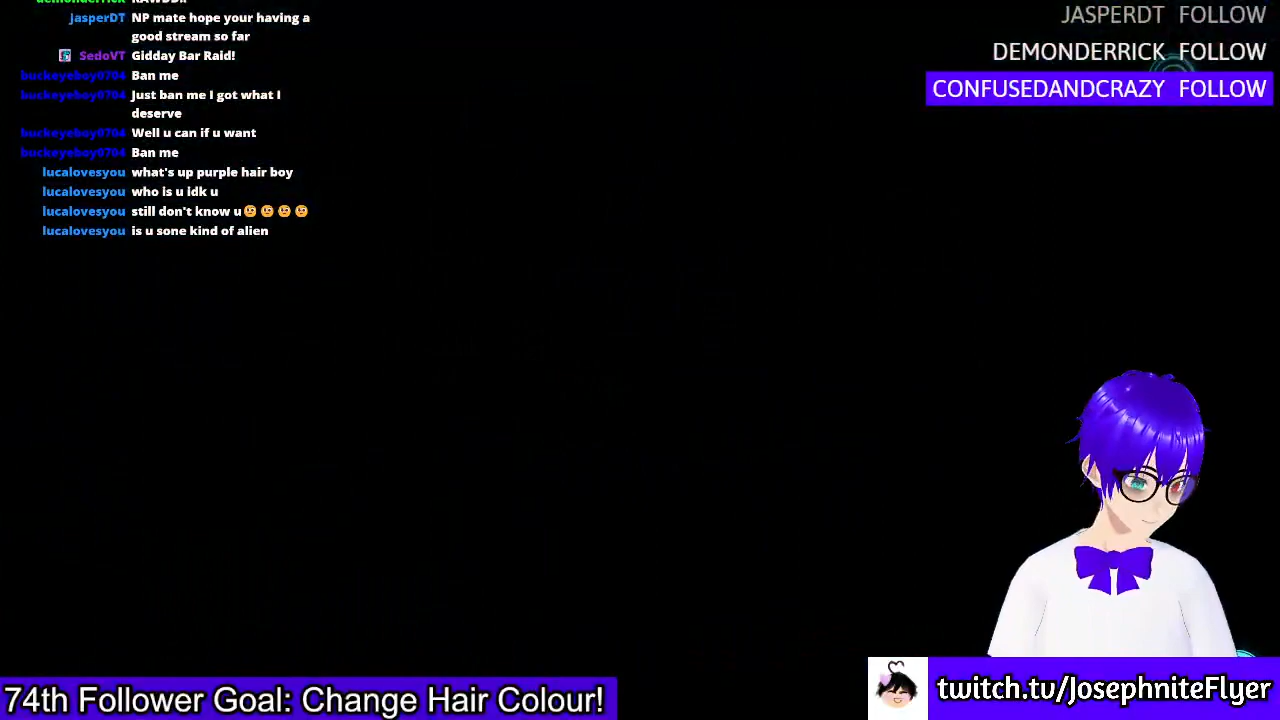 demonderrick RAWDDX
JasperDT NP mate hope your having a
good stream so far
SedoVT Gidday Bar Raid!
buckeyeboy0704 Ban me
buckeyeboy0704 Just ban me I got what I
deserve
buckeyeboy0704 Well u can if u want
buckeyeboy0704 Ban me
lucalovesyou what's up purple hair boy
lucalovesyou who is u idk u
lucalovesyou still don't know u🤨 🤨 🤨 🤨
lucalovesyou is u sone kind of alien
JASPERDT FOLLOW
DEMONDERRICK FOLLOW
CONFUSEDANDCRAZY FOLLOW
74th Follower Goal: Change Hair Colour!
twitch.tv/JosephniteFlyer